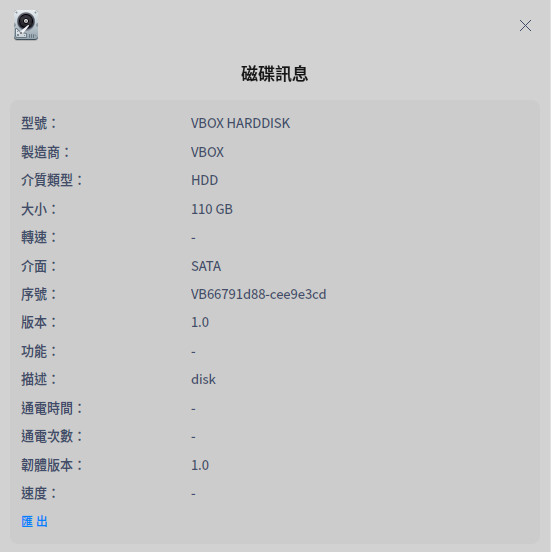 磁碟訊息
型號： VBOX HARDDISK
製造商： VBOX
介質類型： HDD
大小： 110 GB
轉速： -
介面： SATA
序號： VB66791d88-cee9e3cd
版本： 1.0
功能： -
描述： disk
通電時間： -
通電次數： -
韌體版本： 1.0
速度： -
匯出